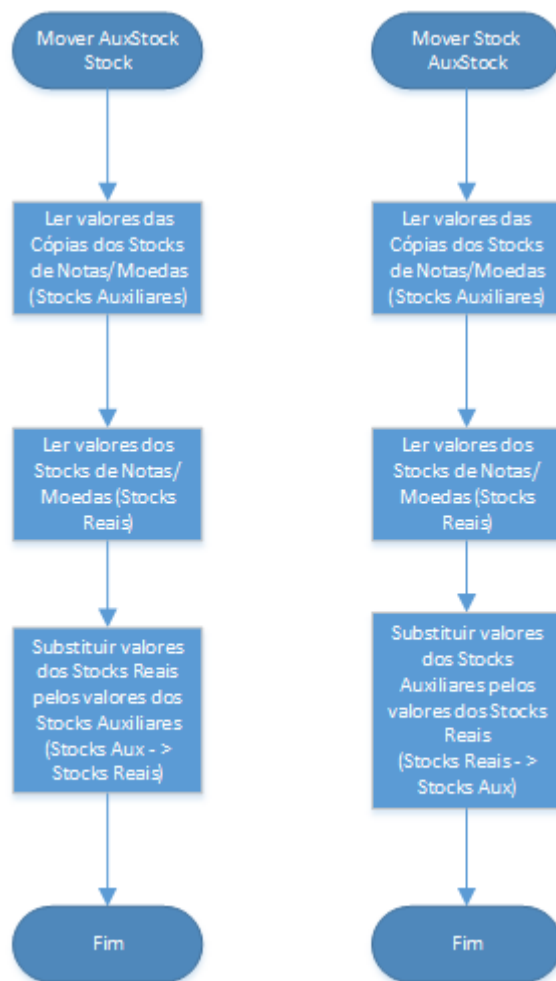 Mover AuxStock
Stock
Ler valores das
Cópias dos Stocks
de Notas/Moedas
(Stocks Auxiliares)
Ler valores dos
Stocks de Notas/
Moedas (Stocks
Reais)
Substituir valores
dos Stocks Reais
pelos valores dos
Stocks Auxiliares
(Stocks Aux - >
Stocks Reais)
Fim
Mover Stock
AuxStock
Ler valores das
Cópias dos Stocks
de Notas/Moedas
(Stocks Auxiliares)
Ler valores dos
Stocks de Notas/
Moedas (Stocks
Reais)
Substituir valores
dos Stocks
Auxiliares pelos
valores dos Stocks
Reais
(Stocks Reais - >
Stocks Aux)
Fim